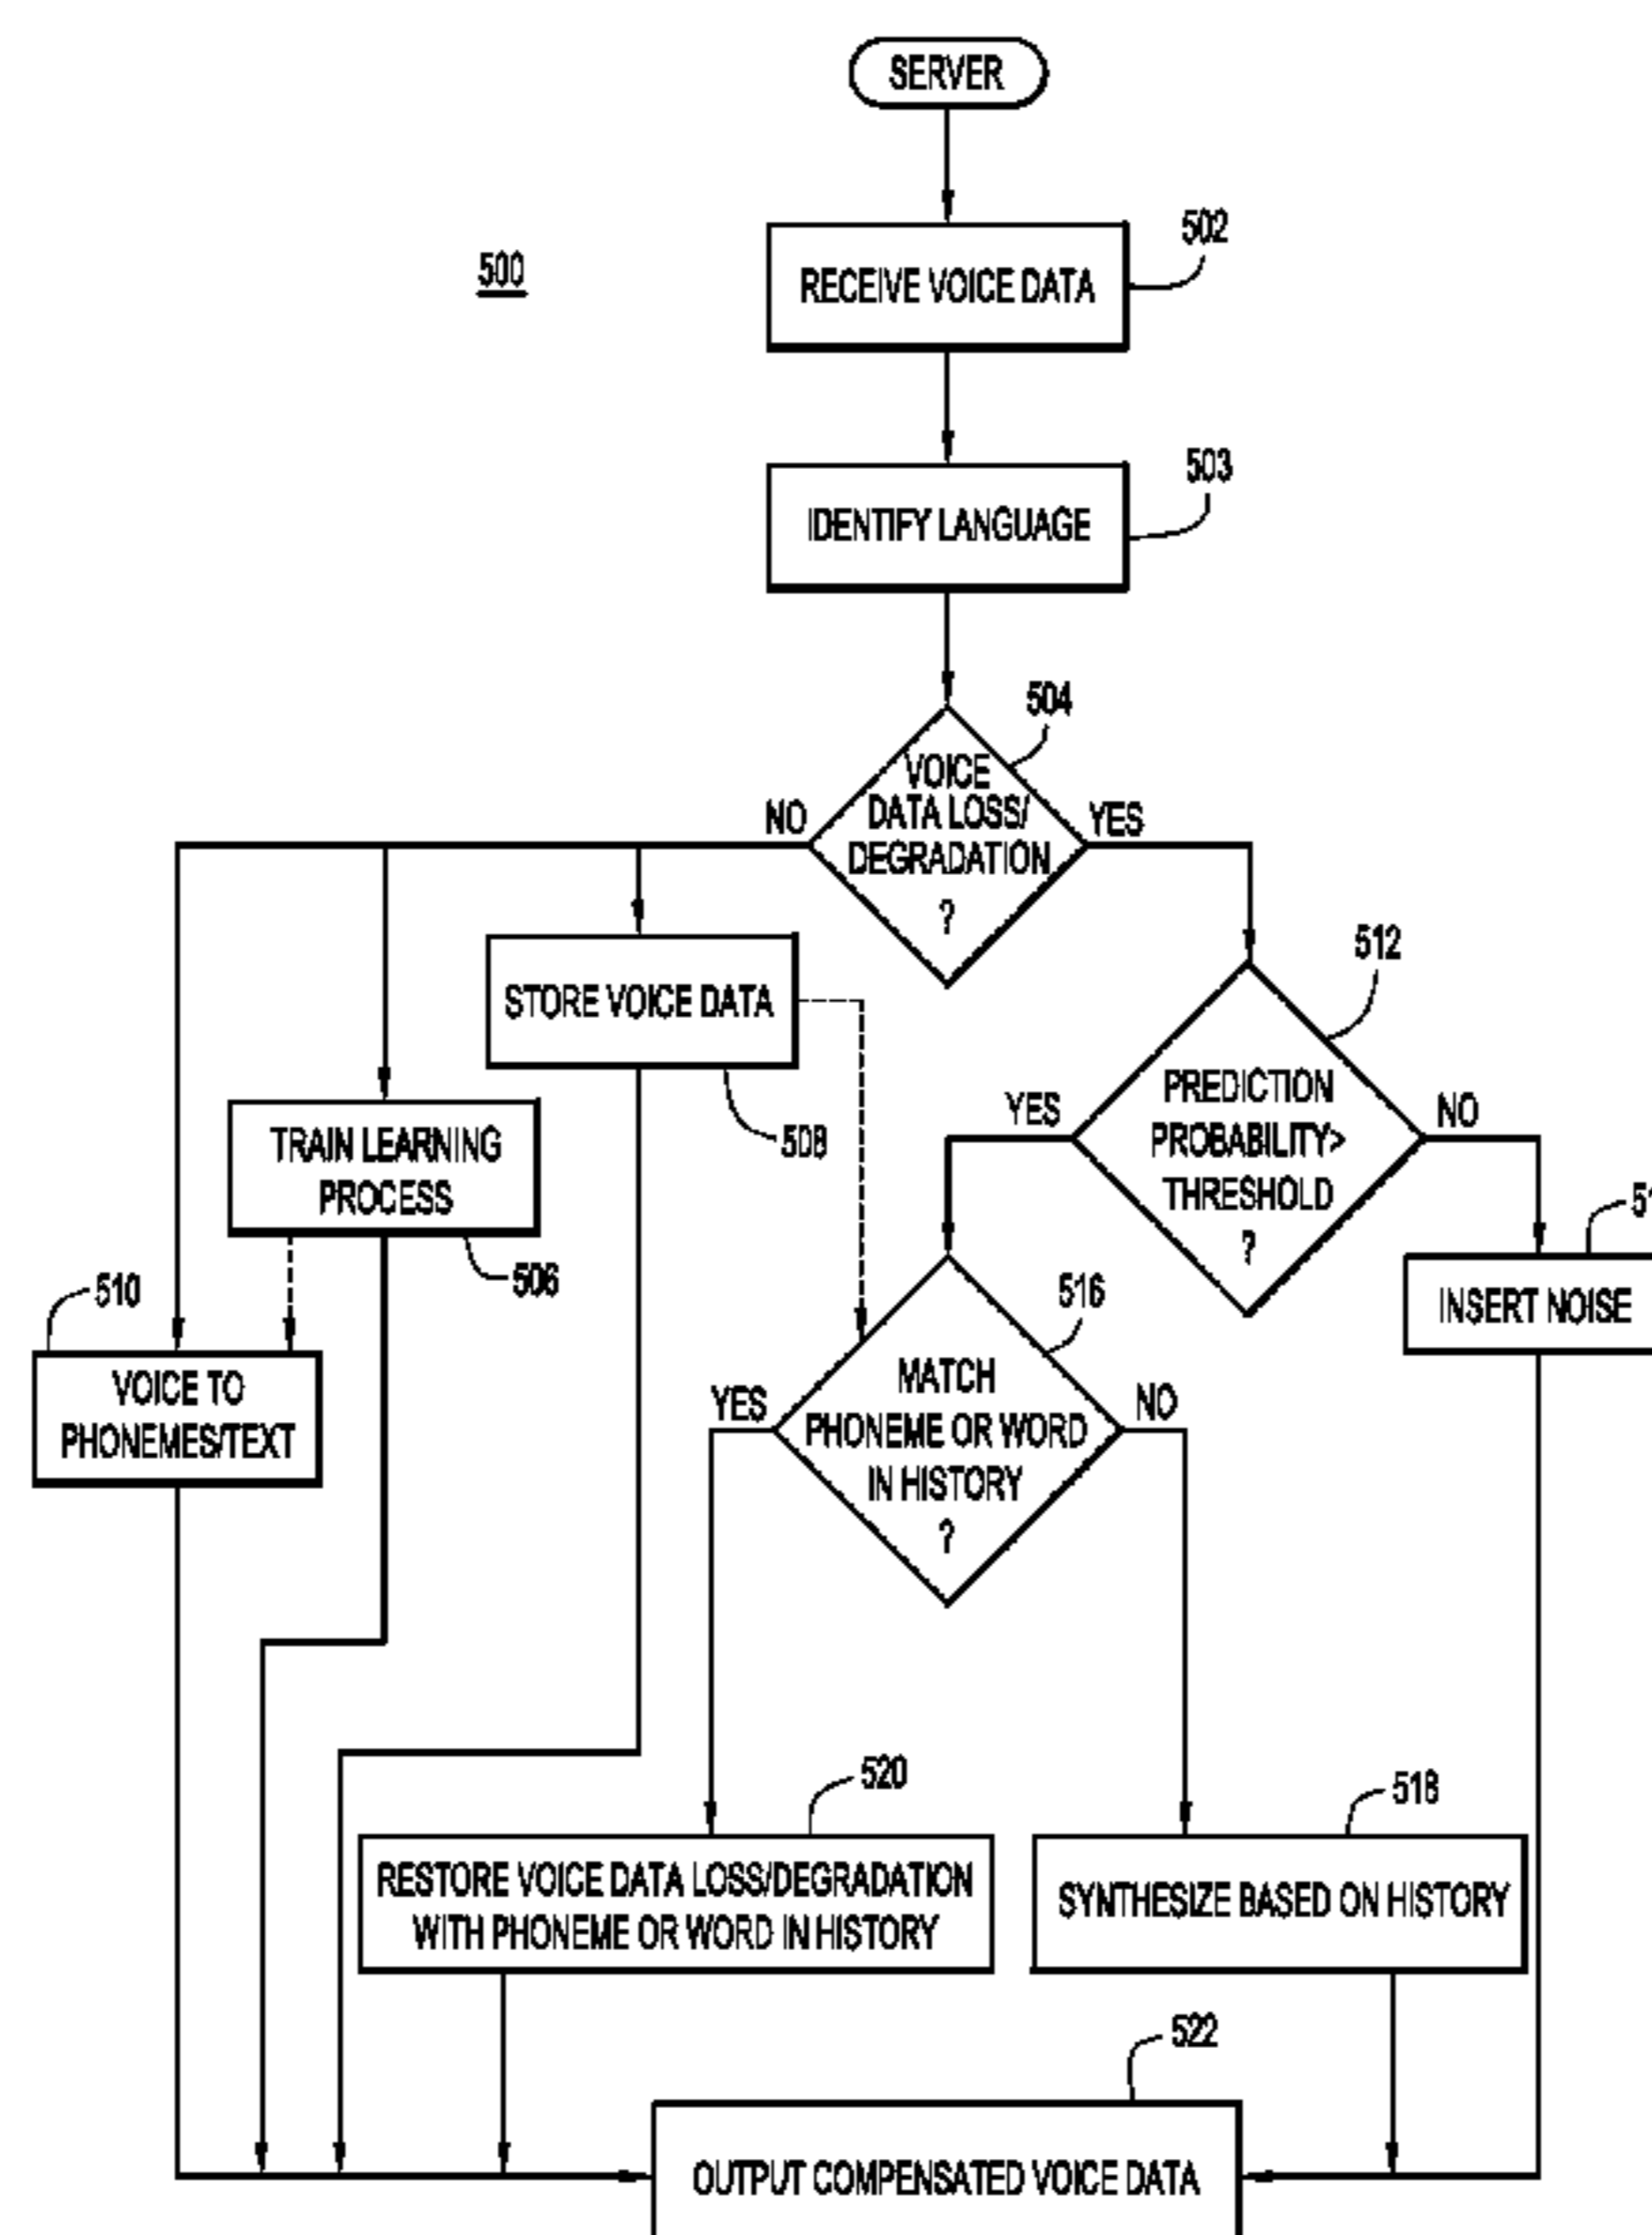 SERVER
500
502
RECEIVE VOICE DATA
503
IDENTIFY LANGUAGE
504
VOICE
DATA LOSS/
DEGRADATION
?
NO
YES
STORE VOICE DATA
508
512
PREDICTION
PROBABILITY>
THRESHOLD
?
YES
NO
TRAIN LEARNING
PROCESS
506
INSERT NOISE
510
VOICE TO
PHONEMES/TEXT
516
MATCH
PHONEME OR WORD
IN HISTORY
?
YES
NO
520
RESTORE VOICE DATA LOSS/DEGRADATION
WITH PHONEME OR WORD IN HISTORY
518
SYNTHESIZE BASED ON HISTORY
522
OUTPUT COMPENSATED VOICE DATA